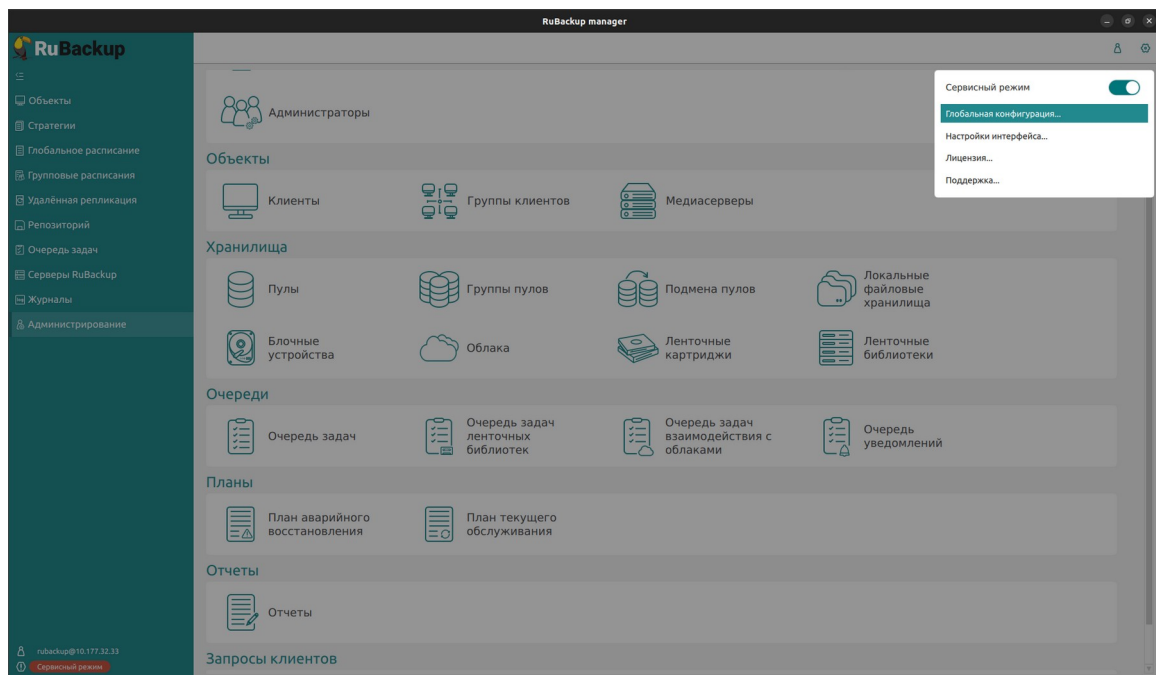 RuBackup manager
RuBackup
Объекты
Стратегии
Глобальное расписание
Групповые расписания
Удалённая репликация
Репозиторий
Очередь задач
Серверы RuBackup
Журналы
Администрирование
rubackup@10.177.32.33
Сервисный режим
Администраторы
Объекты
Клиенты
Группы клиентов
Медиасерверы
Хранилища
Пулы
Группы пулов
Подмена пулов
Локальные
файловые
хранилища
Блочные
устройства
Облака
Ленточные
картриджи
Ленточные
библиотеки
Очереди
Очередь задач
Очередь задач
ленточных
библиотек
Очередь задач
взаимодействия с
облаками
Очередь
уведомлений
Планы
План аварийного
восстановления
План текущего
обслуживания
Отчеты
Отчеты
Запросы клиентов
Сервисный режим
Глобальная конфигурация...
Настройки интерфейса...
Лицензия...
Поддержка...